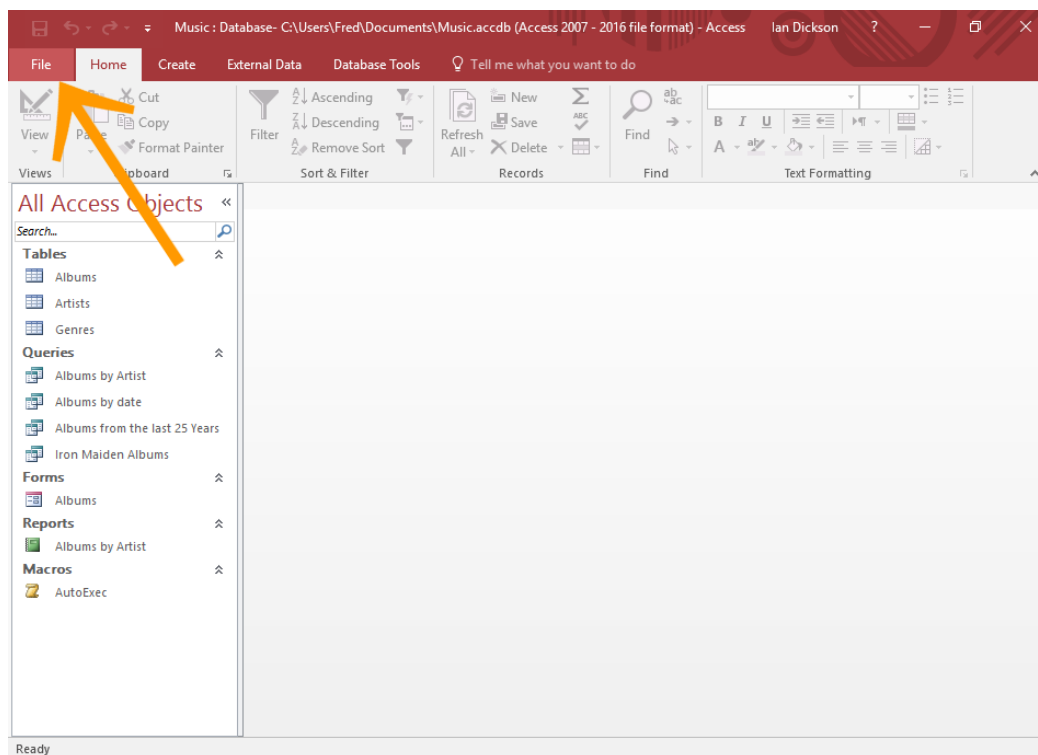 Music : Database- C:\Users\Fred\Documents\Music.accdb (Access 2007 - 2016 file format) - Access Ian Dickson ?
File Home Create External Data Database Tools Tell me what you want to do
View
Cut
Copy
Format Painter
Filter
Ascending
Descending
Remove Sort
Refresh
All
New
Save
Delete
Find
B I U
A
Views
Sort & Filter
Records
Find
Text Formatting
All Access Objects «
Search...
Tables
Albums
Artists
Genres
Queries
Albums by Artist
Albums by date
Albums from the last 25 Years
Iron Maiden Albums
Forms
Albums
Reports
Albums by Artist
Macros
AutoExec
Ready